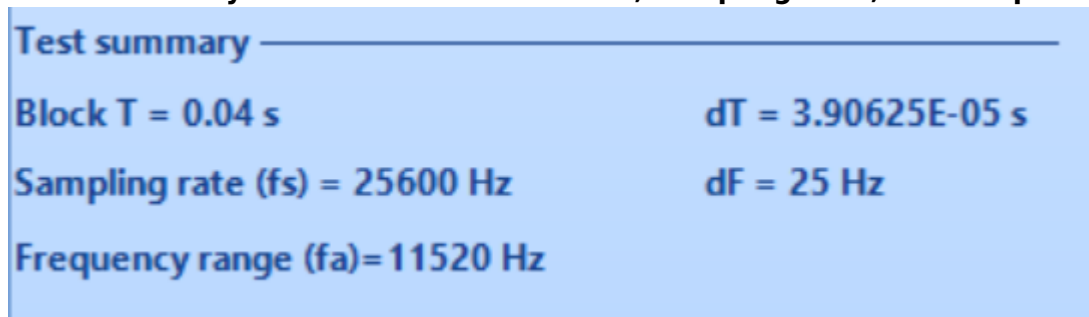 Test summary
Block T = 0.04 s dT = 3.90625E-05 s
Sampling rate (fs) = 25600 Hz dF = 25 Hz
Frequency range (fa)=11520 Hz